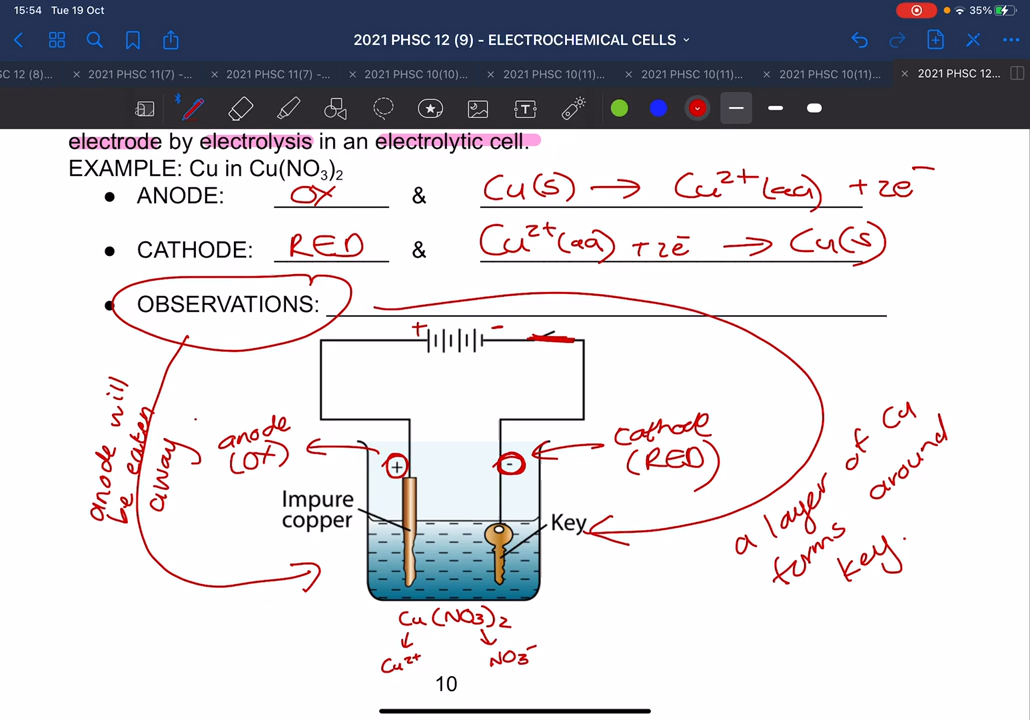 15:54 Tue 19 Oct
35%
2021 PHSC 12 (9) - ELECTROCHEMICAL CELLS
SC 12 (8)...
2021 PHSC 11(7) -...
2021 PHSC 11(7) -...
2021 PHSC 10(10)...
2021 PHSC 10(11)...
2021 PHSC 10(11)...
2021 PHSC 10(11)...
2021 PHSC 12...
electrode by electrolysis in an electrolytic cell.
EXAMPLE: Cu in Cu(NO₃)₂
• ANODE: OX & Cu(s) → Cu²⁺(aq) + 2e⁻
• CATHODE: RED & Cu²⁺(aq) + 2e⁻ → Cu(s)
• OBSERVATIONS:
+ -
anode will
be eaten
away
anode
(OX)
+
-
cathode
(RED)
a layer of Cu
forms around
key.
Impure
copper
Key
Cu(NO3)2
Cu²⁺ NO3⁻
10